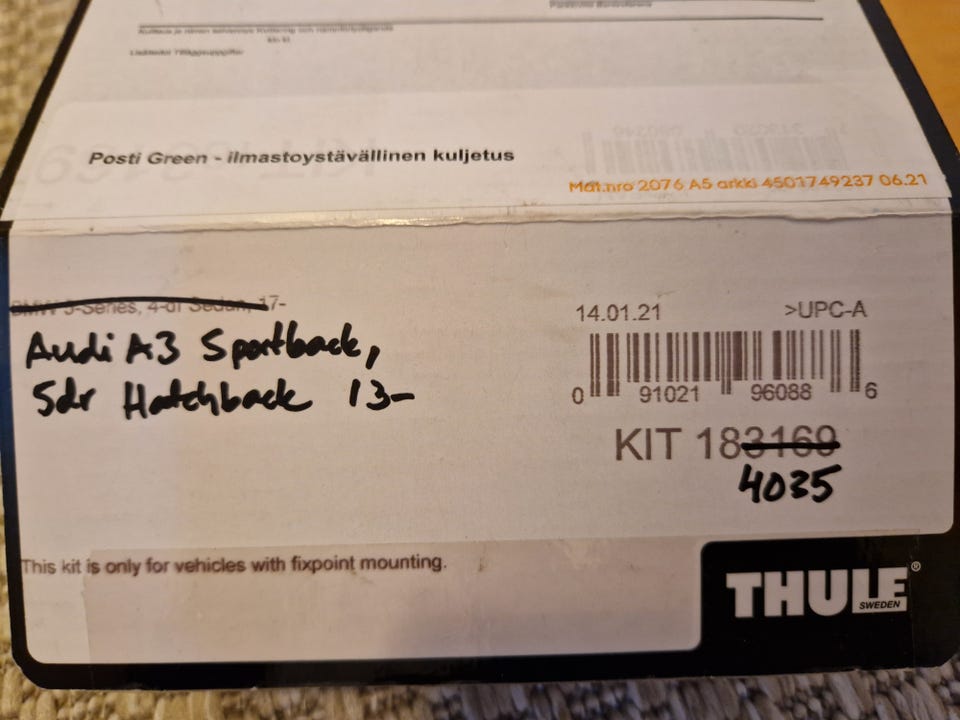 Posti Green - ilmastoystävällinen kuljetus
Mat.nro 2076 A5 arkki 4501749237 06.21
BMW 5-Series, 4-dr Sedan, 17-
Audi A3 Sportback,
5dr Hatchback 13-
14.01.21 >UPC-A
0 91021 96088 6
KIT 183169
4035
This kit is only for vehicles with fixpoint mounting.
THULE®
SWEDEN